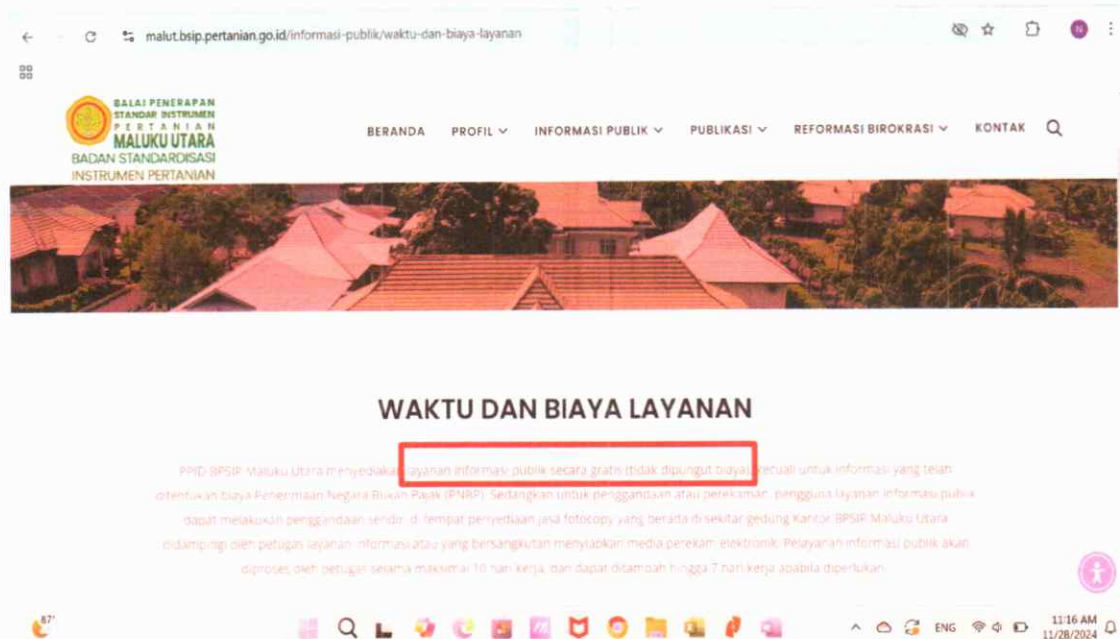 malut.bsip.pertanian.go.id/informasi-publik/waktu-dan-biaya-layanan
N
BALAI PENERAPAN
STANDAR INSTRUMEN
PERTANIAN
MALUKU UTARA
BADAN STANDARDISASI
INSTRUMEN PERTANIAN
BERANDA PROFIL INFORMASI PUBLIK PUBLIKASI REFORMASI BIROKRASI KONTAK
WAKTU DAN BIAYA LAYANAN
PPID BPSIP Maluku Utara menyediakan layanan informasi publik secara gratis (tidak dipungut biaya), kecuali untuk informasi yang telah
ditentukan biaya Penerimaan Negara Bukan Pajak (PNBP). Sedangkan untuk penggandaan atau perekaman, pengguna layanan informasi publik
dapat melakukan penggandaan sendiri di tempat penyediaan jasa fotocopy yang berada di sekitar gedung Kantor BPSIP Maluku Utara
didampingi oleh petugas layanan informasi atau yang bersangkutan menyiapkan media perekam elektronik. Pelayanan informasi publik akan
diproses oleh petugas selama maksimal 10 hari kerja, dan dapat ditambah hingga 7 hari kerja apabila diperlukan.
87°
ENG
11:16 AM
11/28/2024